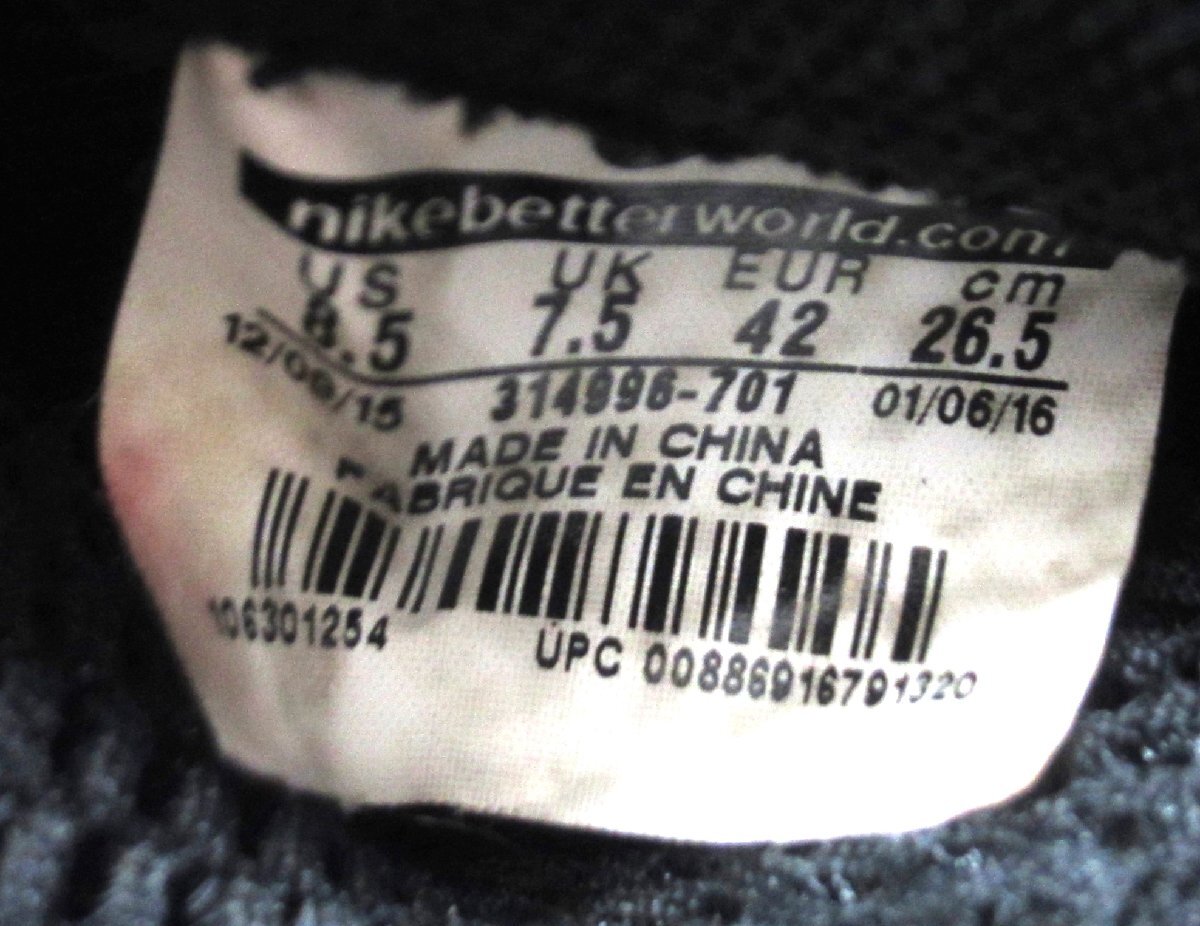 nikebetterworld.com
US UK EUR cm
8.5 7.5 42 26.5
12/09/15 314996-701 01/06/16
MADE IN CHINA
FABRIQUE EN CHINE
106301254 UPC 00886916791320